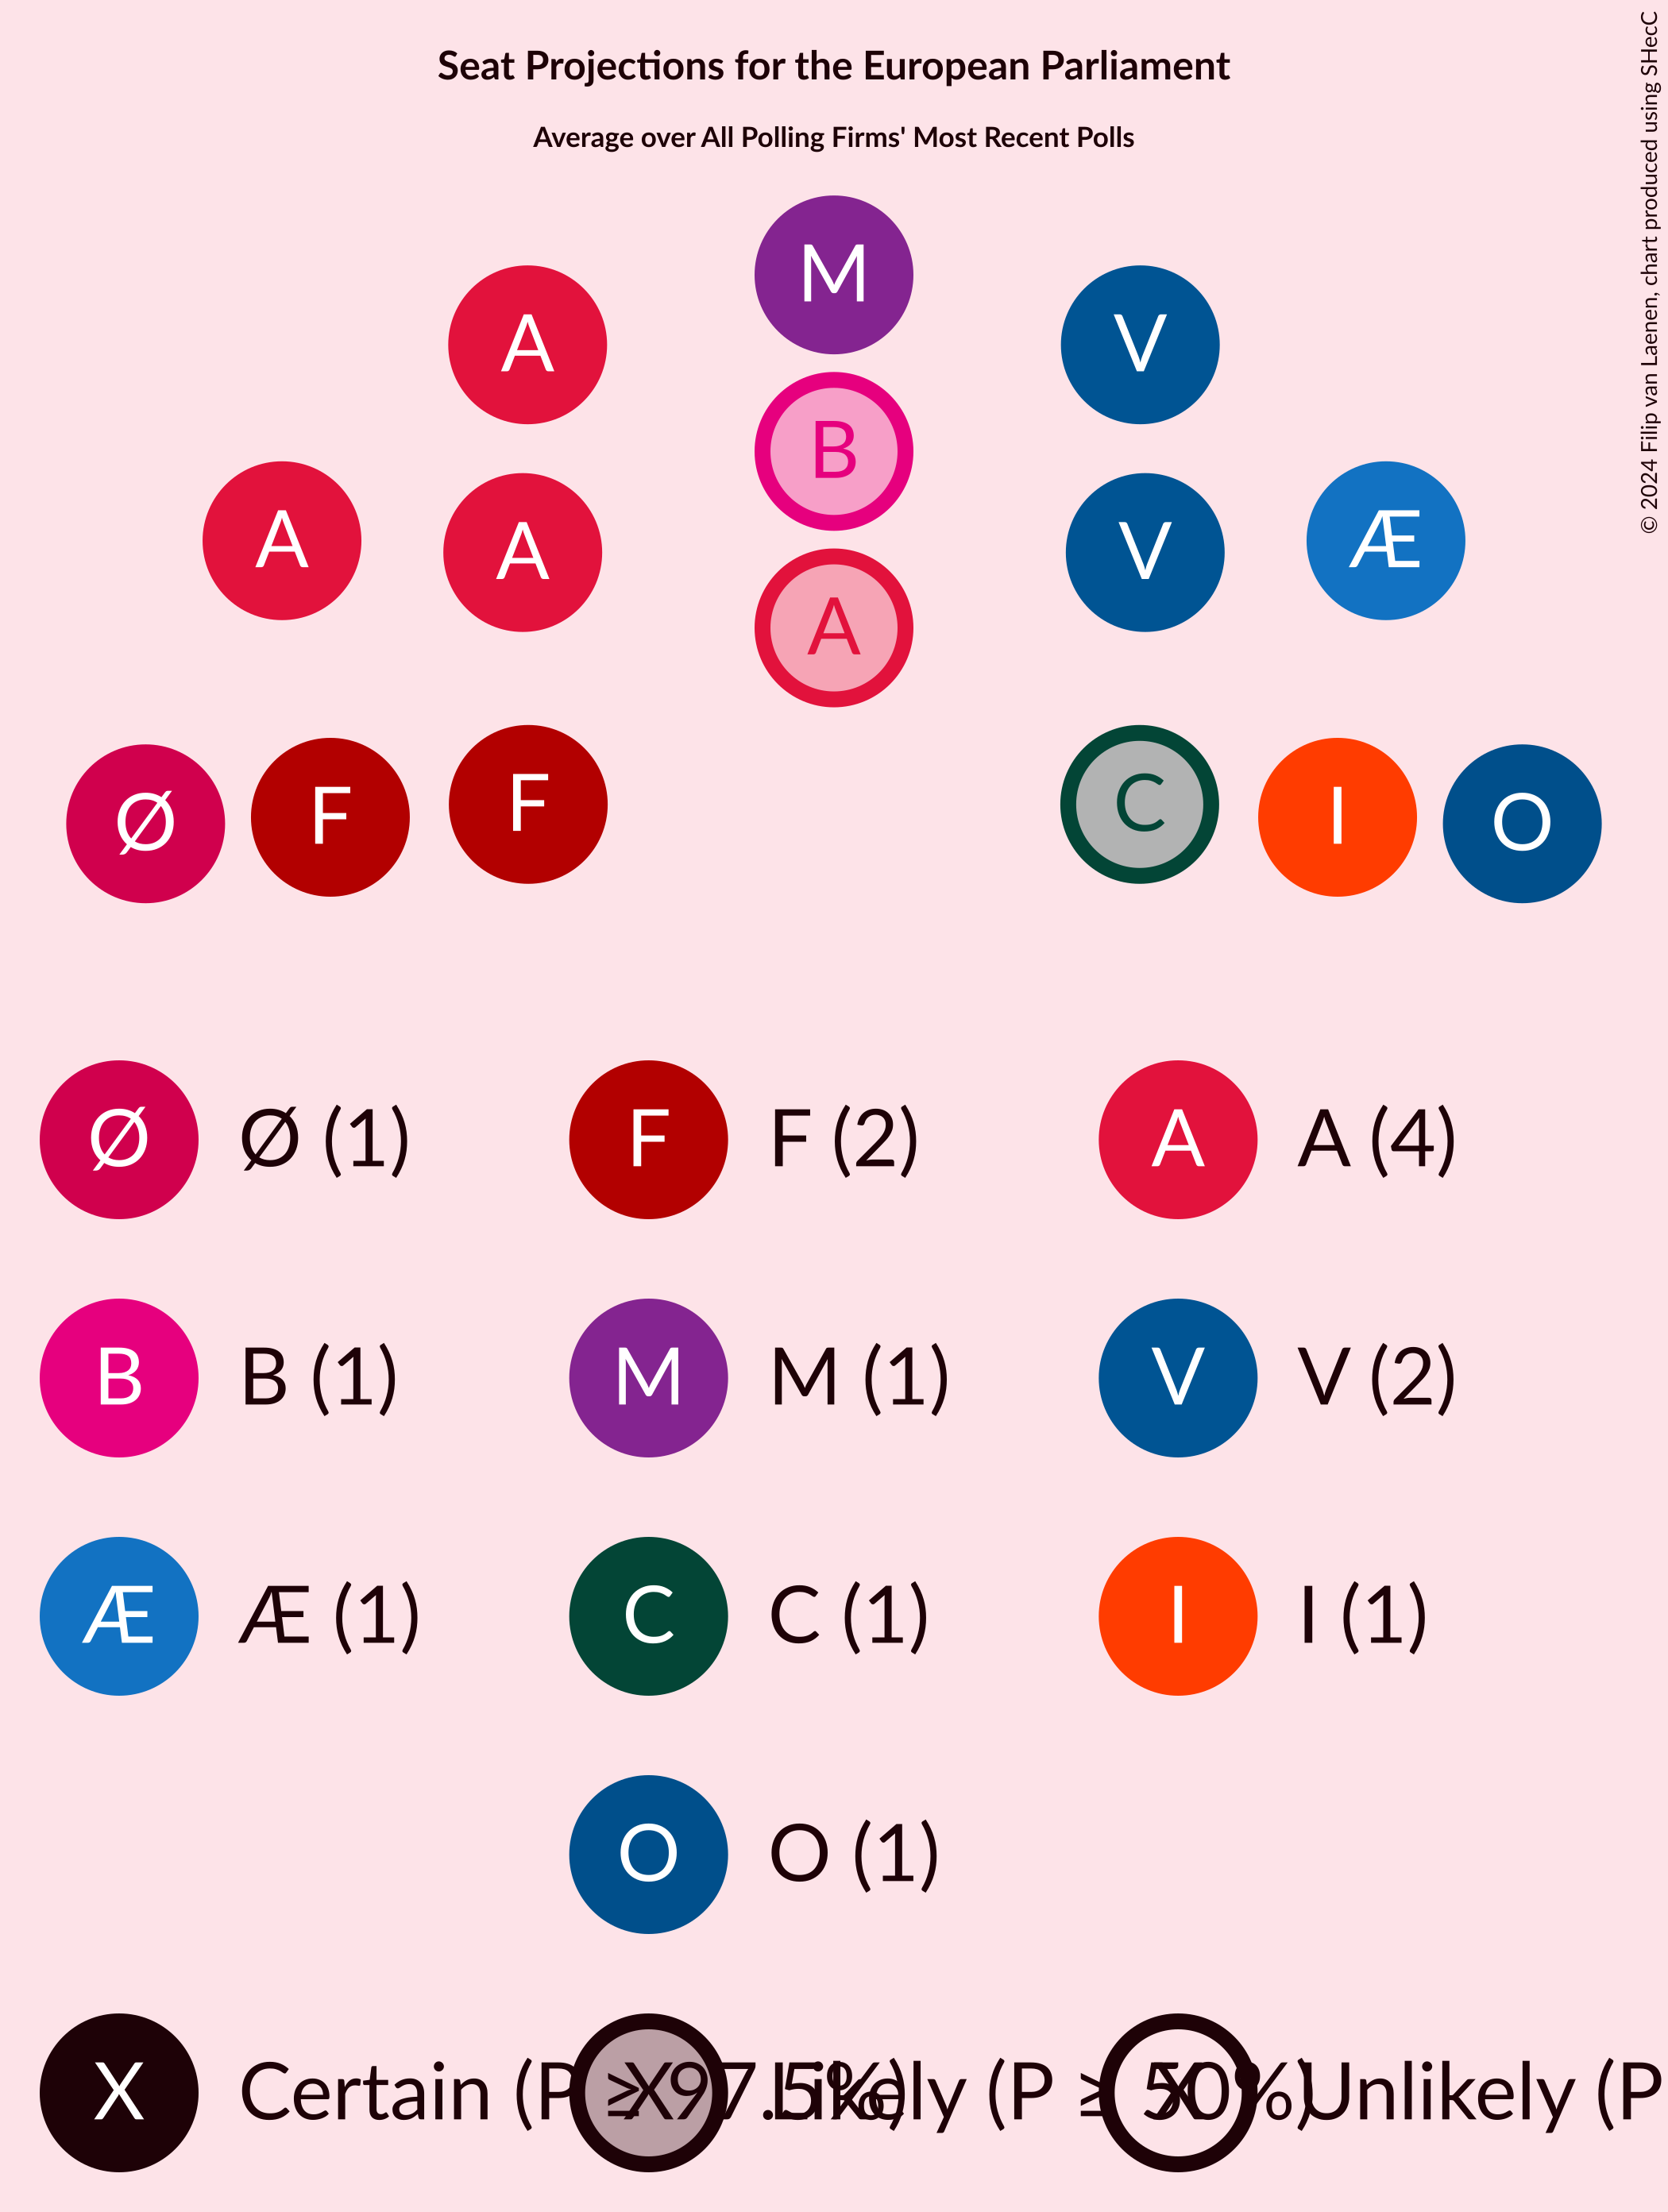 Seat Projections for the European Parliament
Average over All Polling Firms' Most Recent Polls
© 2024 Filip van Laenen, chart produced using SHecC
M
A V
B
A A V Æ
A
Ø F F C I O
Ø Ø (1) F F (2) A A (4)
B B (1) M M (1) V V (2)
Æ Æ (1) C C (1) I I (1)
O O (1)
X Certain (P ≥ 97.5%) X Likely (P ≥ 50%) X Unlikely (P